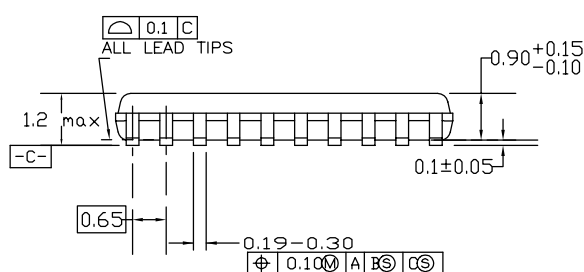 ⌓ 0.1 C
ALL LEAD TIPS
0.90 +0.15 -0.10
1.2 max
-C-
0.1±0.05
0.65
0.19-0.30
⌖ 0.10Ⓜ A BⓈ CⓈ